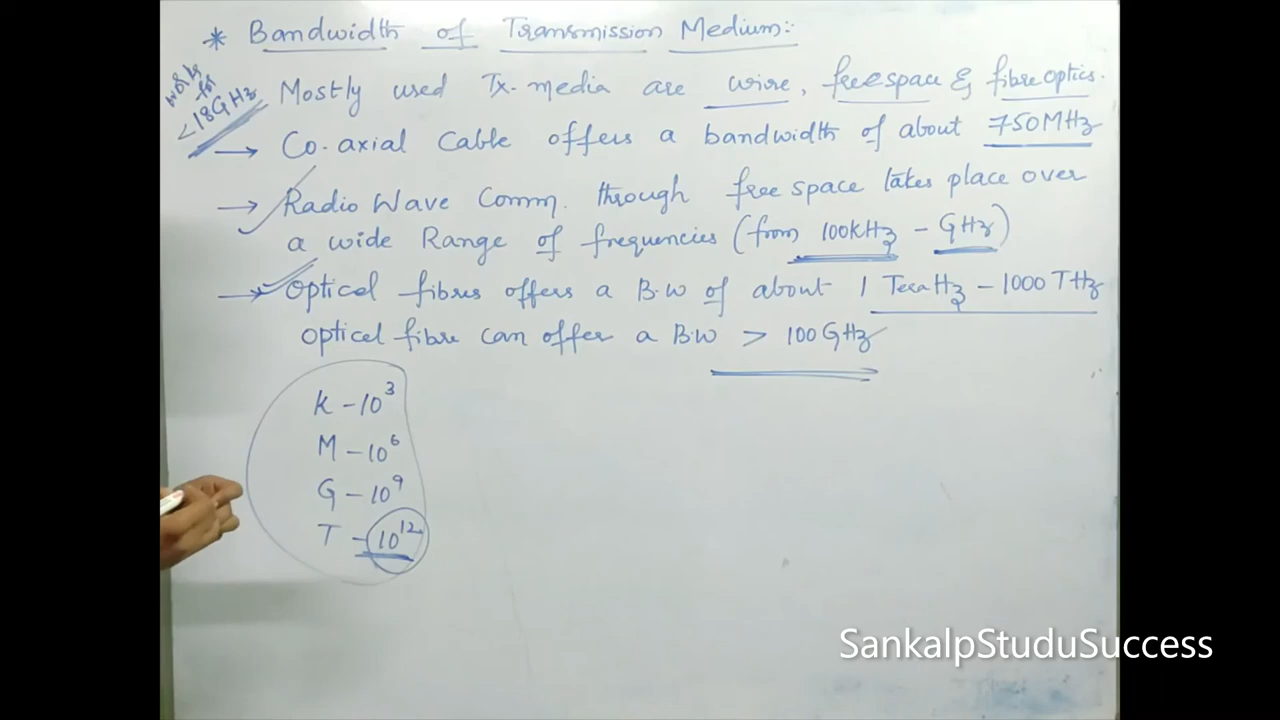 * Bandwidth of Transmission Medium:-
works for <18GHz
Mostly used Tx. media are wire, free space & fibre optics.
→ Co-axial Cable offers a bandwidth of about 750MHz
→ Radio Wave Comm. through free space takes place over
a wide Range of frequencies (from 100kHz - GHz)
→ Optical fibres offers a B.W of about 1 TeraHz - 1000 THz
optical fibre can offer a B.W > 100GHz
K - 10³
M - 10⁶
G - 10⁹
T - 10¹²
SankalpStuduSuccess